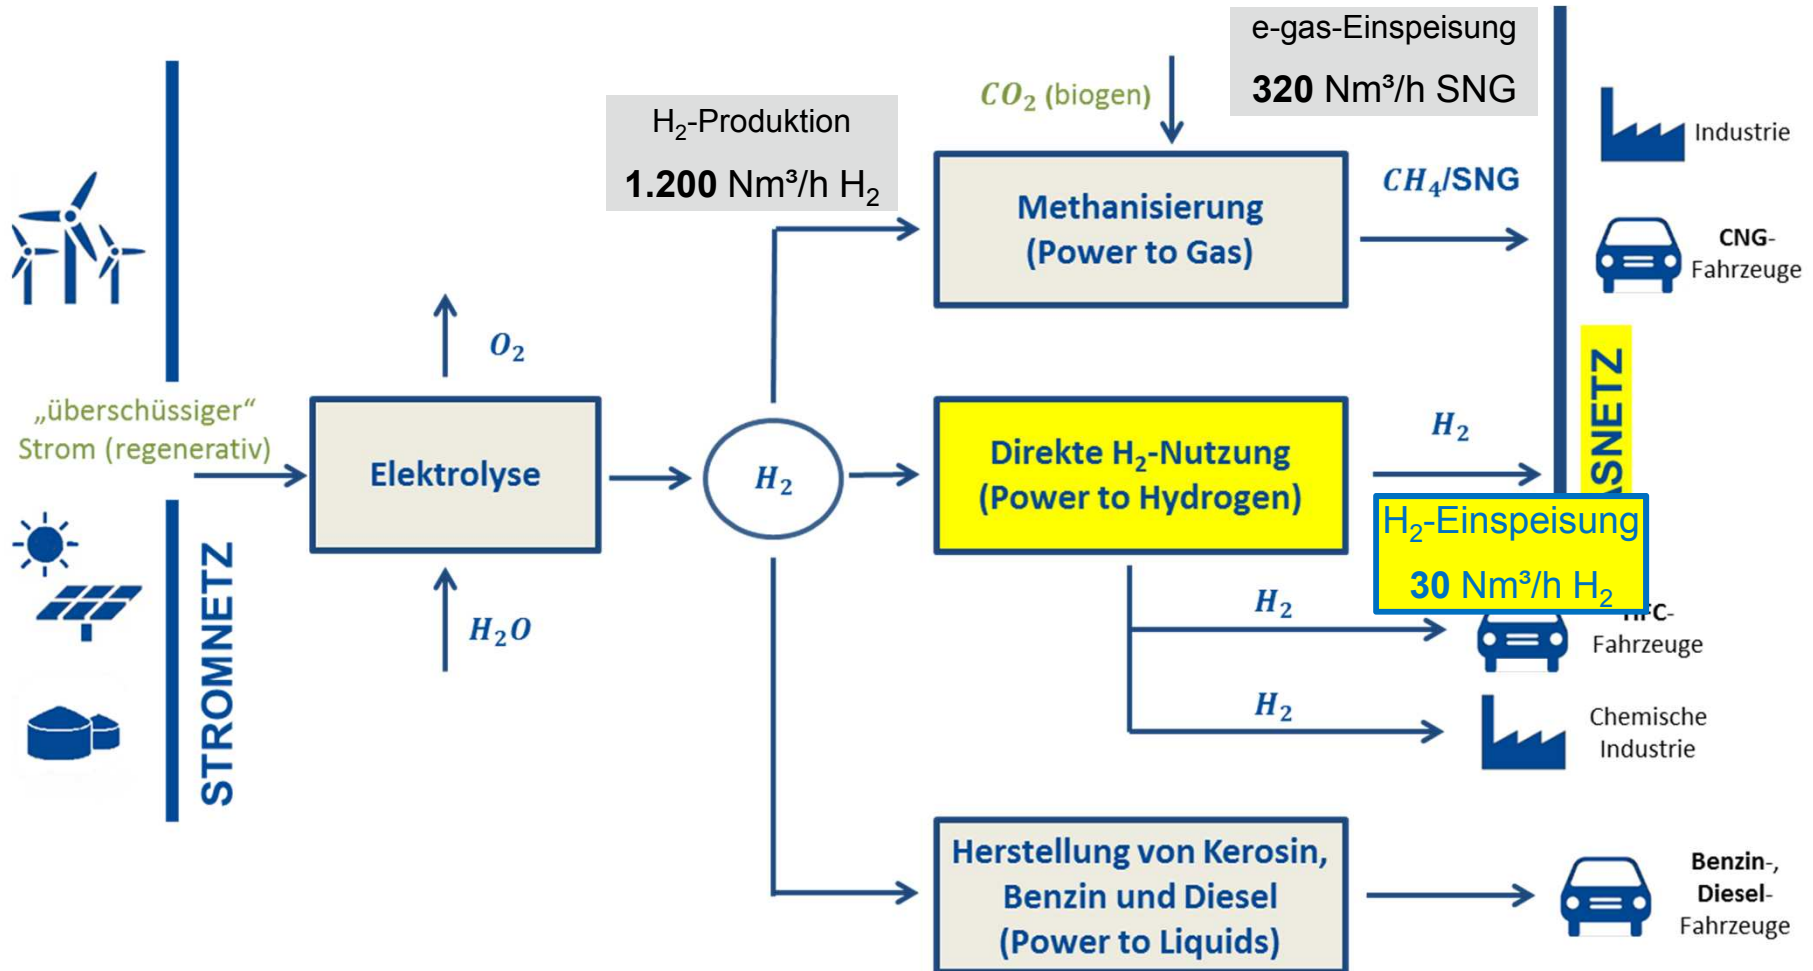 e-gas-Einspeisung
320 Nm³/h SNG
CO₂ (biogen)
H₂-Produktion
1.200 Nm³/h H₂
Industrie
Methanisierung
(Power to Gas)
CH₄/SNG
CNG-
Fahrzeuge
O₂
„überschüssiger“
Strom (regenerativ)
Elektrolyse
H₂
Direkte H₂-Nutzung
(Power to Hydrogen)
H₂
ASNETZ
H₂-Einspeisung
30 Nm³/h H₂
STROMNETZ
H₂O
H₂
HFC-
Fahrzeuge
H₂
Chemische
Industrie
Herstellung von Kerosin,
Benzin und Diesel
(Power to Liquids)
Benzin-,
Diesel-
Fahrzeuge